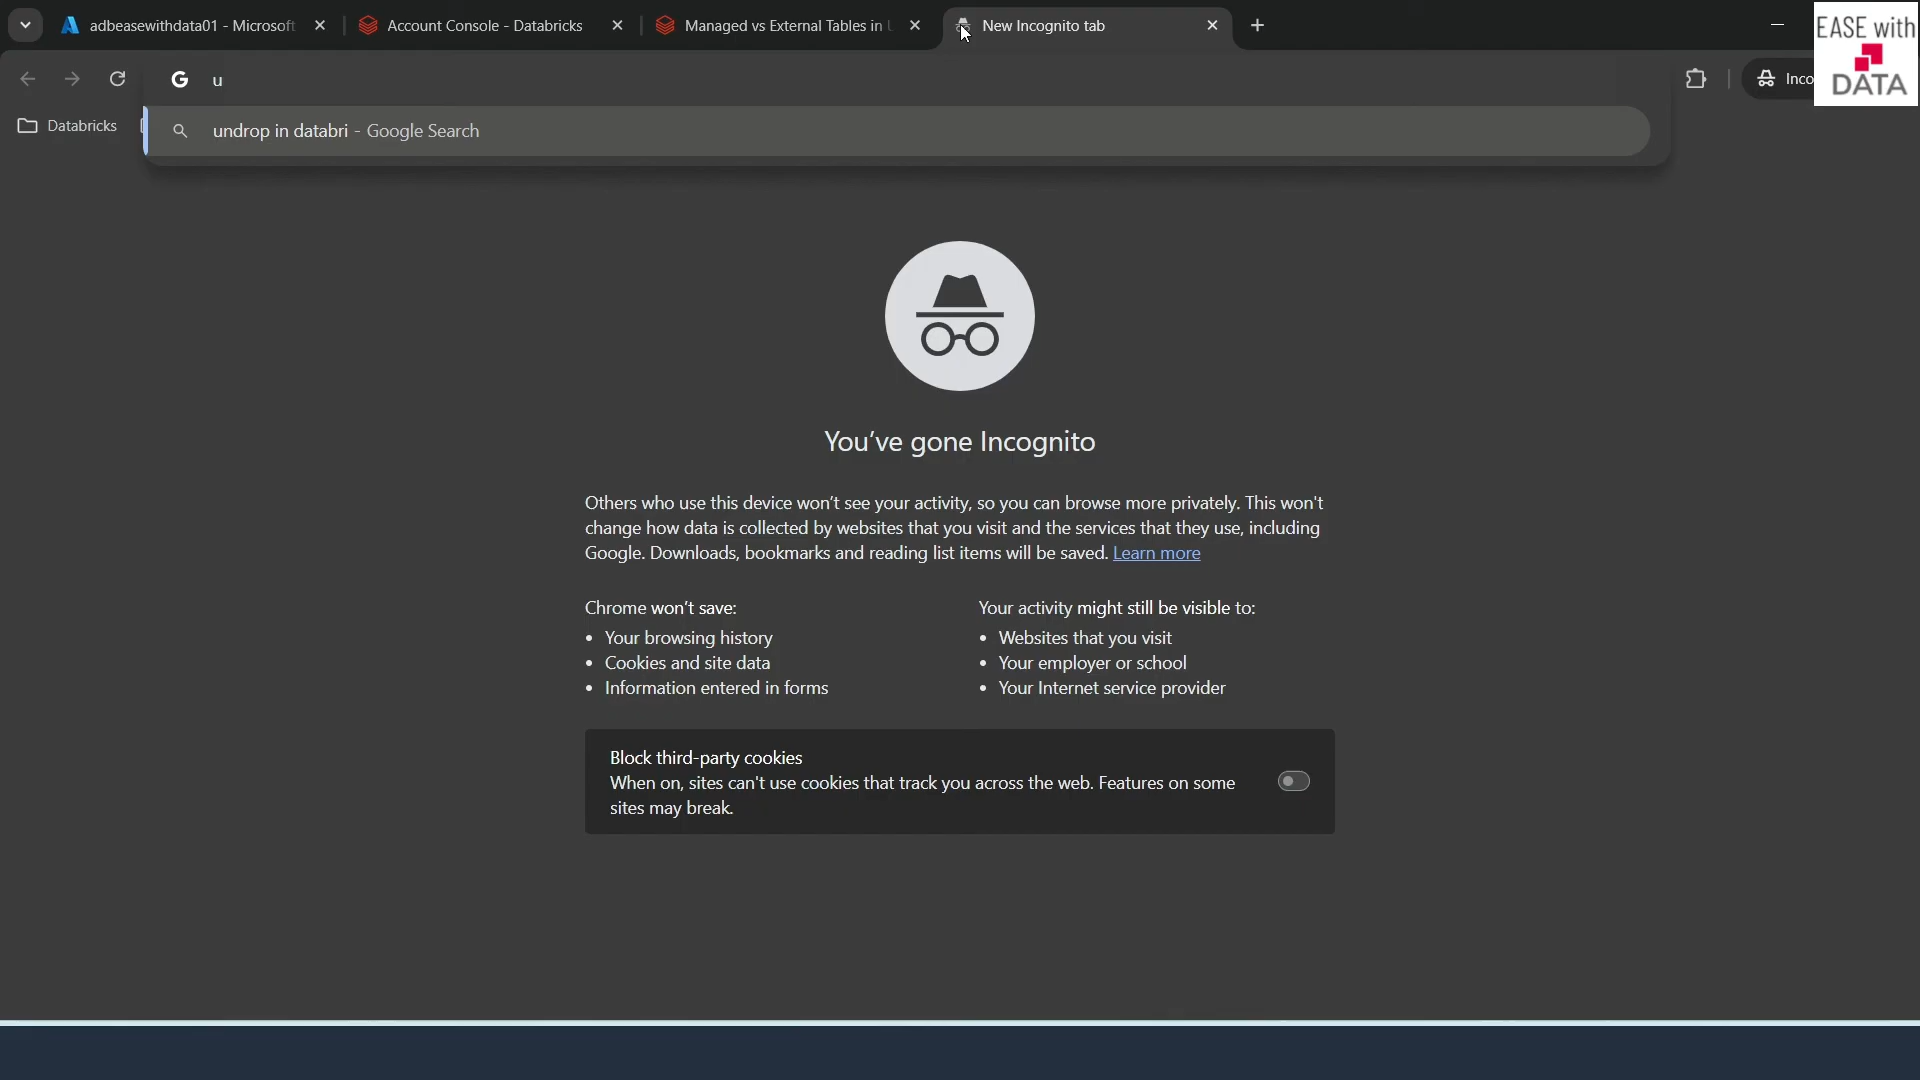 adbeasewithdata01 - Microsoft
Account Console - Databricks
Managed vs External Tables in U
New Incognito tab
EASE with
DATA
u
Inco
Databricks
undrop in databri - Google Search
You've gone Incognito
Others who use this device won't see your activity, so you can browse more privately. This won't
change how data is collected by websites that you visit and the services that they use, including
Google. Downloads, bookmarks and reading list items will be saved. Learn more
Chrome won't save:
Your browsing history
Cookies and site data
Information entered in forms
Your activity might still be visible to:
Websites that you visit
Your employer or school
Your Internet service provider
Block third-party cookies
When on, sites can't use cookies that track you across the web. Features on some
sites may break.